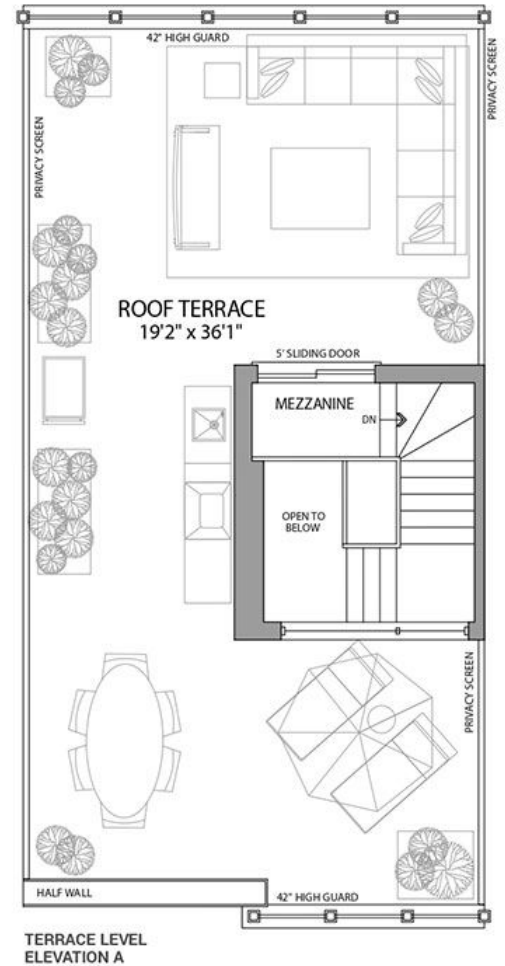 42" HIGH GUARD
PRIVACY SCREEN
PRIVACY SCREEN
ROOF TERRACE
19'2" x 36'1"
5' SLIDING DOOR
MEZZANINE
DN
OPEN TO
BELOW
PRIVACY SCREEN
HALF WALL
42" HIGH GUARD
TERRACE LEVEL
ELEVATION A